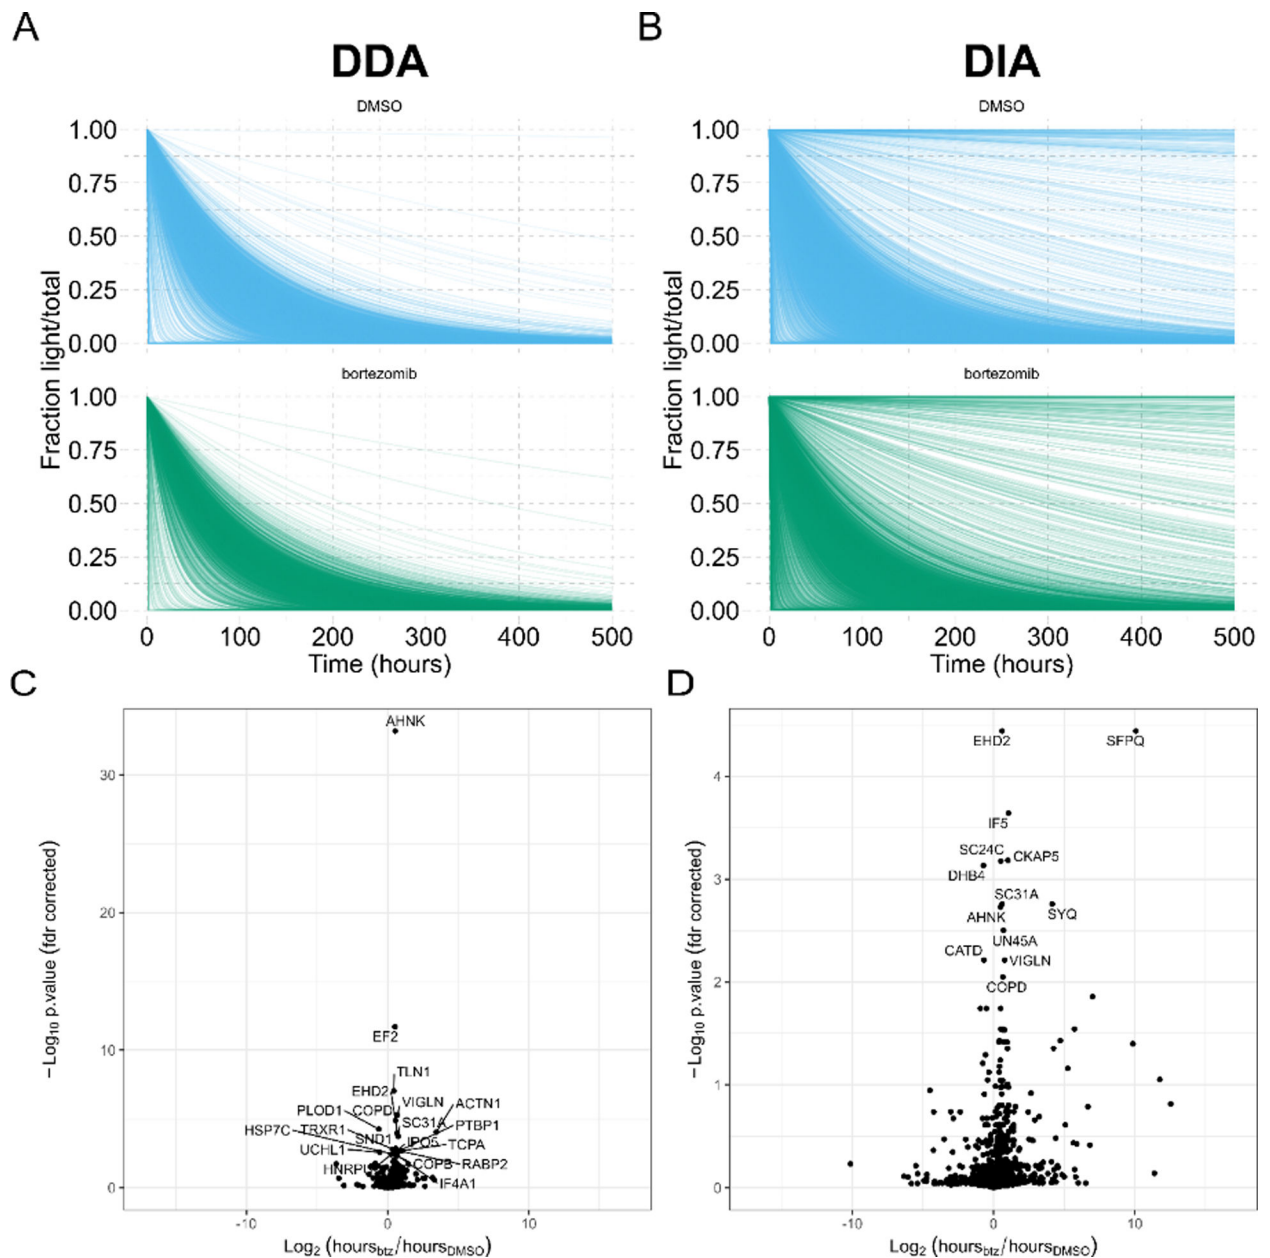 A
B
DDA
DIA
DMSO
DMSO
1.00
0.75
0.50
0.25
0.00
1.00
0.75
0.50
0.25
0.00
Fraction light/total
Fraction light/total
bortezomib
bortezomib
1.00
0.75
0.50
0.25
0.00
1.00
0.75
0.50
0.25
0.00
0 100 200 300 400 500
0 100 200 300 400 500
Time (hours)
Time (hours)
C
D
AHNK
30
20
10
0
−Log₁₀ p.value (fdr corrected)
EF2
TLN1
EHD2
VIGLN
ACTN1
PLOD1
COPD
SC31A
PTBP1
HSP7C
TRXR1
SND1
IPO5
TCPA
UCHL1
COPB
RABP2
HNRPU
IF4A1
-10 0 10
Log₂ (hours_btz/hours_DMSO)
EHD2
SFPQ
4
3
2
1
0
−Log₁₀ p.value (fdr corrected)
IF5
SC24C
CKAP5
DHB4
SC31A
AHNK
SYQ
UN45A
CATD
VIGLN
COPD
-10 0 10
Log₂ (hours_btz/hours_DMSO)